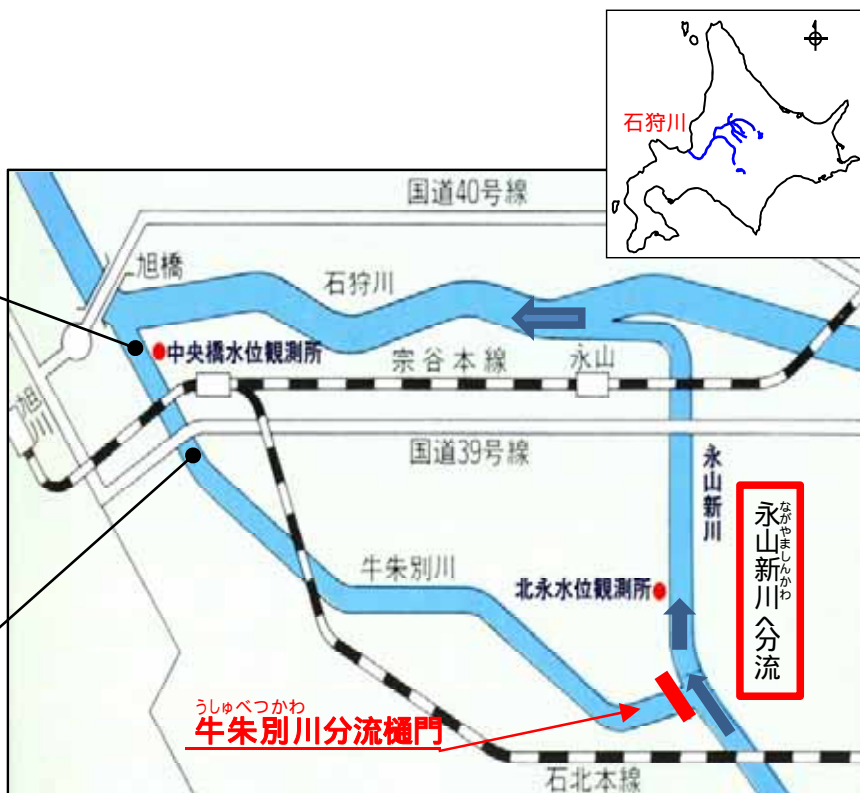 石狩川
国道40号線
旭橋
石狩川
中央橋水位観測所
宗谷本線
永山
旭川
国道39号線
永山新川
ながやましんかわ
永山新川へ分流
牛朱別川
北永水位観測所
うしゅべつかわ
牛朱別川分流樋門
石北本線